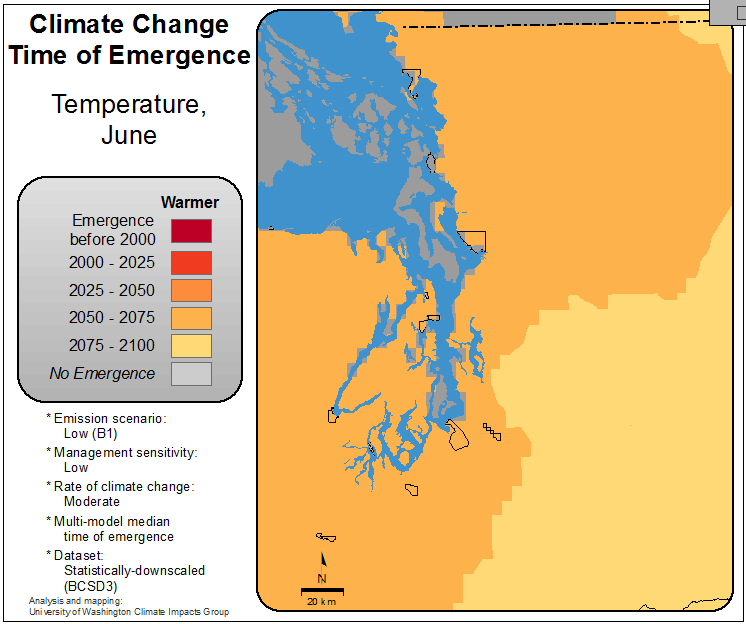 Climate Change
Time of Emergence
Temperature,
June
Warmer
Emergence
before 2000
2000 - 2025
2025 - 2050
2050 - 2075
2075 - 2100
No Emergence
* Emission scenario:
Low (B1)
* Management sensitivity:
Low
* Rate of climate change:
Moderate
* Multi-model median
time of emergence
* Dataset:
Statistically-downscaled
(BCSD3)
Analysis and mapping:
University of Washington Climate Impacts Group
N
20 km